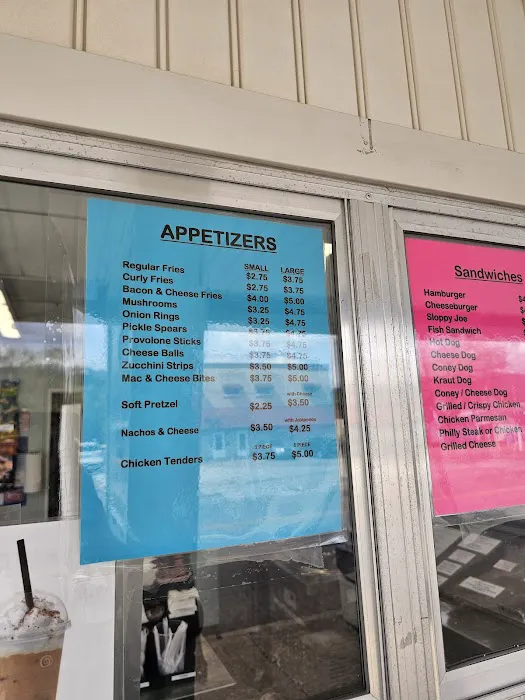 APPETIZERS
SMALL LARGE
Regular Fries $2.75 $3.75
Curly Fries $2.75 $3.75
Bacon & Cheese Fries $4.00 $5.00
Mushrooms $3.25 $4.75
Onion Rings $3.25 $4.75
Pickle Spears
Provolone Sticks $3.75 $4.75
Cheese Balls $3.75 $4.75
Zucchini Strips $3.50 $5.00
Mac & Cheese Bites $3.75 $5.00
with Cheese
Soft Pretzel $2.25 $3.50
with Jalapenos
Nachos & Cheese $3.50 $4.25
3 PIECE 5 PIECE
Chicken Tenders $3.75 $5.00
Sandwiches
Hamburger
Cheeseburger
Sloppy Joe
Fish Sandwich
Hot Dog
Cheese Dog
Coney Dog
Kraut Dog
Coney / Cheese Dog
Grilled / Crispy Chicken
Chicken Parmesan
Philly Steak or Chicken
Grilled Cheese